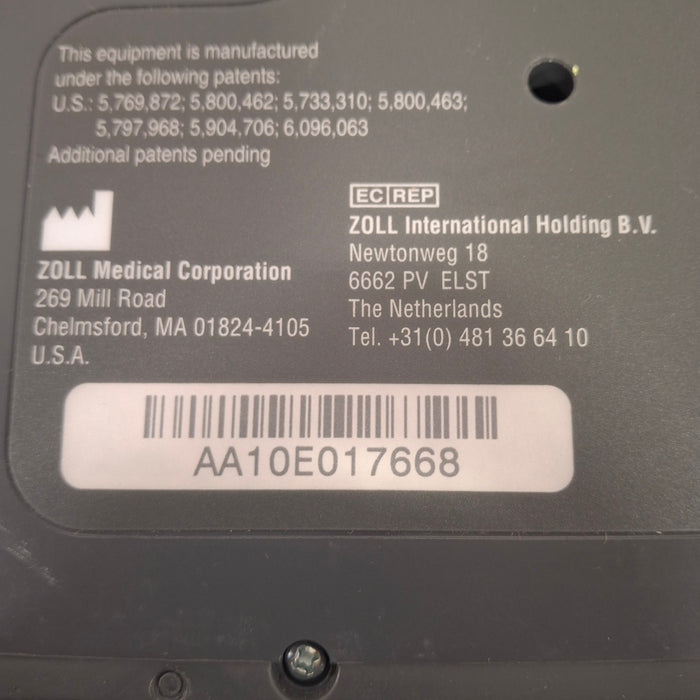 This equipment is manufactured
under the following patents:
U.S.: 5,769,872; 5,800,462; 5,733,310; 5,800,463;
5,797,968; 5,904,706; 6,096,063
Additional patents pending
ZOLL Medical Corporation
269 Mill Road
Chelmsford, MA 01824-4105
U.S.A.
EC REP
ZOLL International Holding B.V.
Newtonweg 18
6662 PV ELST
The Netherlands
Tel. +31(0) 481 36 64 10
AA10E017668